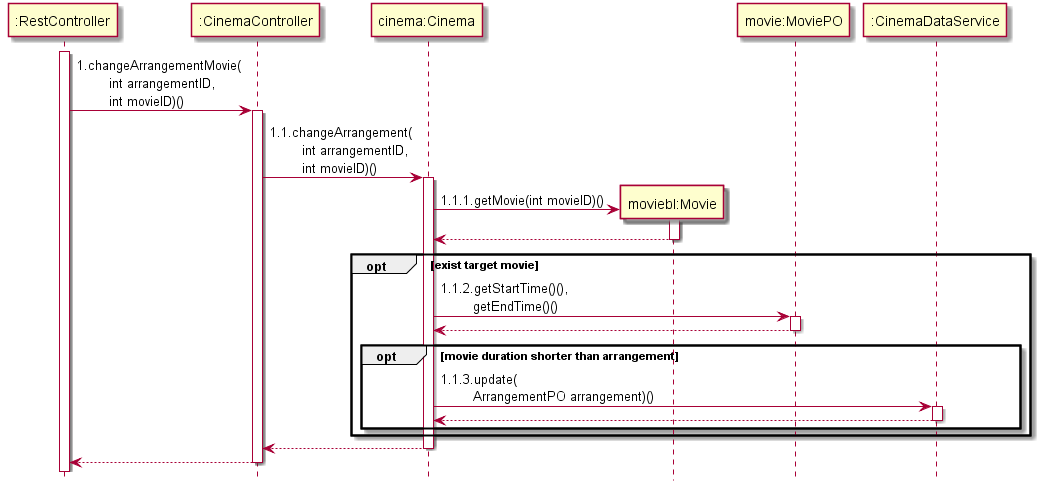 :RestController
:CinemaController
cinema:Cinema
movie:MoviePO
:CinemaDataService
1.changeArrangementMovie(
int arrangementID,
int movieID)()
1.1.changeArrangement(
int arrangementID,
int movieID)()
1.1.1.getMovie(int movieID)()
moviebl:Movie
opt
[exist target movie]
1.1.2.getStartTime()(),
getEndTime()()
opt
[movie duration shorter than arrangement]
1.1.3.update(
ArrangementPO arrangement)()